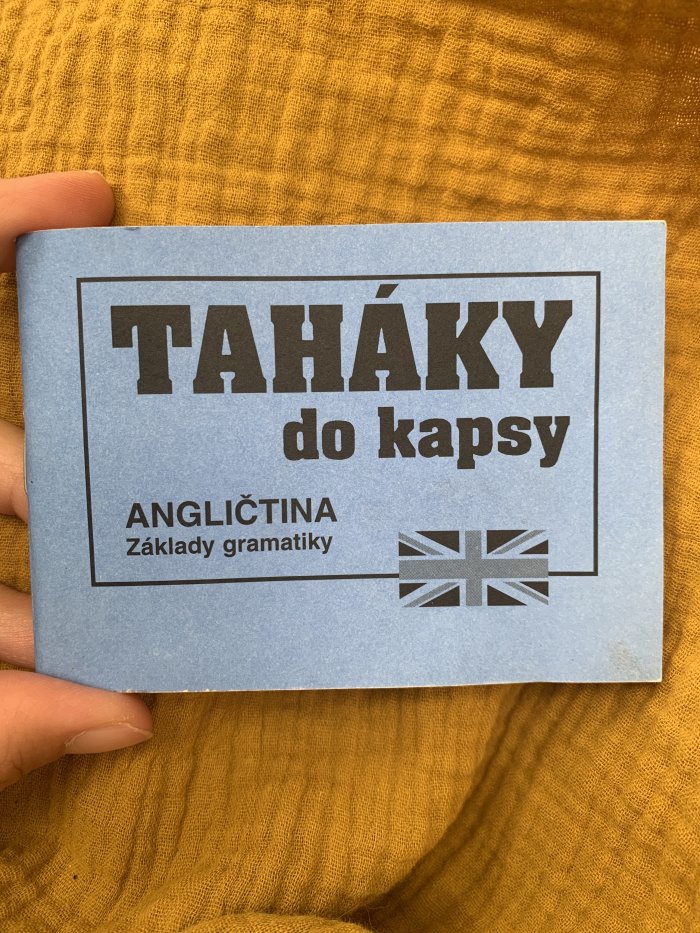 TAHÁKY
do kapsy
ANGLIČTINA
Základy gramatiky